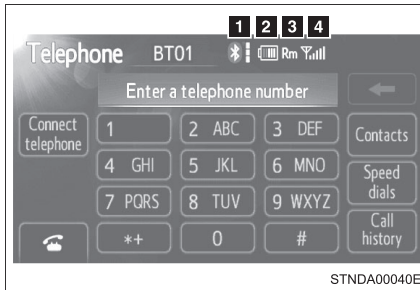 1 2 3 4
Telephone BT01 Rm
Enter a telephone number
Connect telephone
1
2 ABC
3 DEF
Contacts
4 GHI
5 JKL
6 MNO
Speed dials
7 PQRS
8 TUV
9 WXYZ
Call history
*+
0
#
STNDA00040E